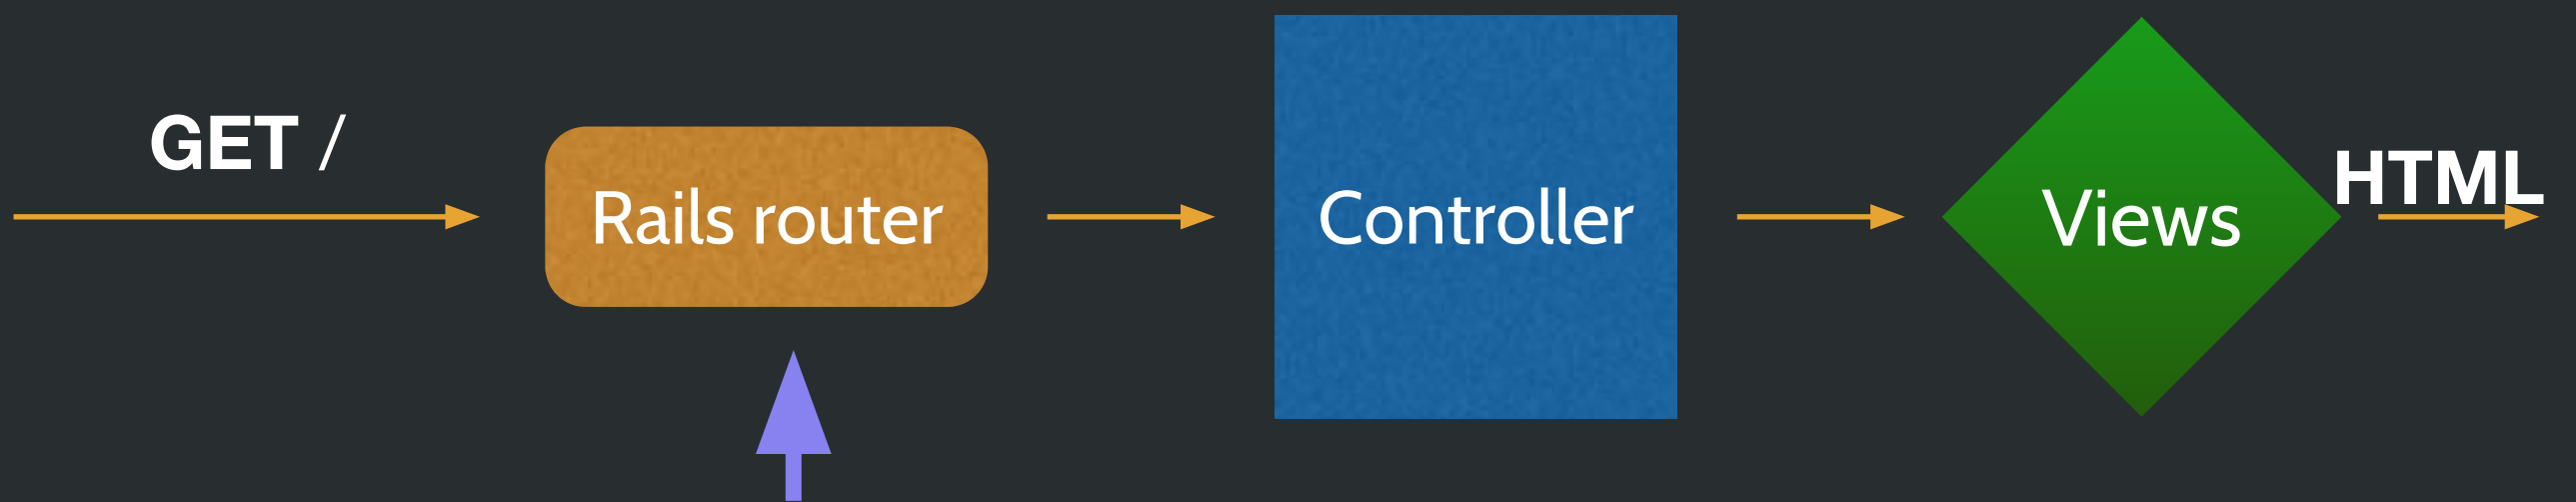 GET /
Rails router
Controller
Views
HTML